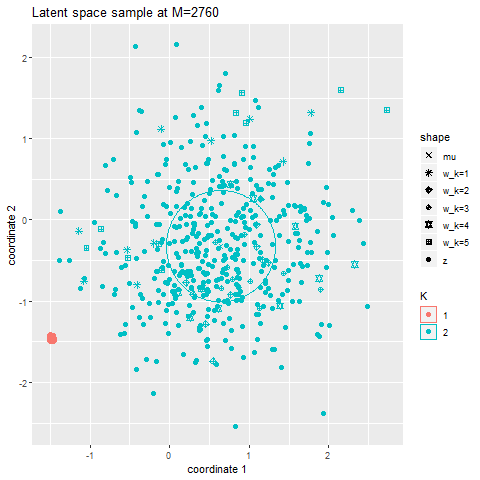 Latent space sample at M=2760
2
1
0
-1
-2
-1
0
1
2
coordinate 1
coordinate 2
shape
mu
w_k=1
w_k=2
w_k=3
w_k=4
w_k=5
z
K
1
2